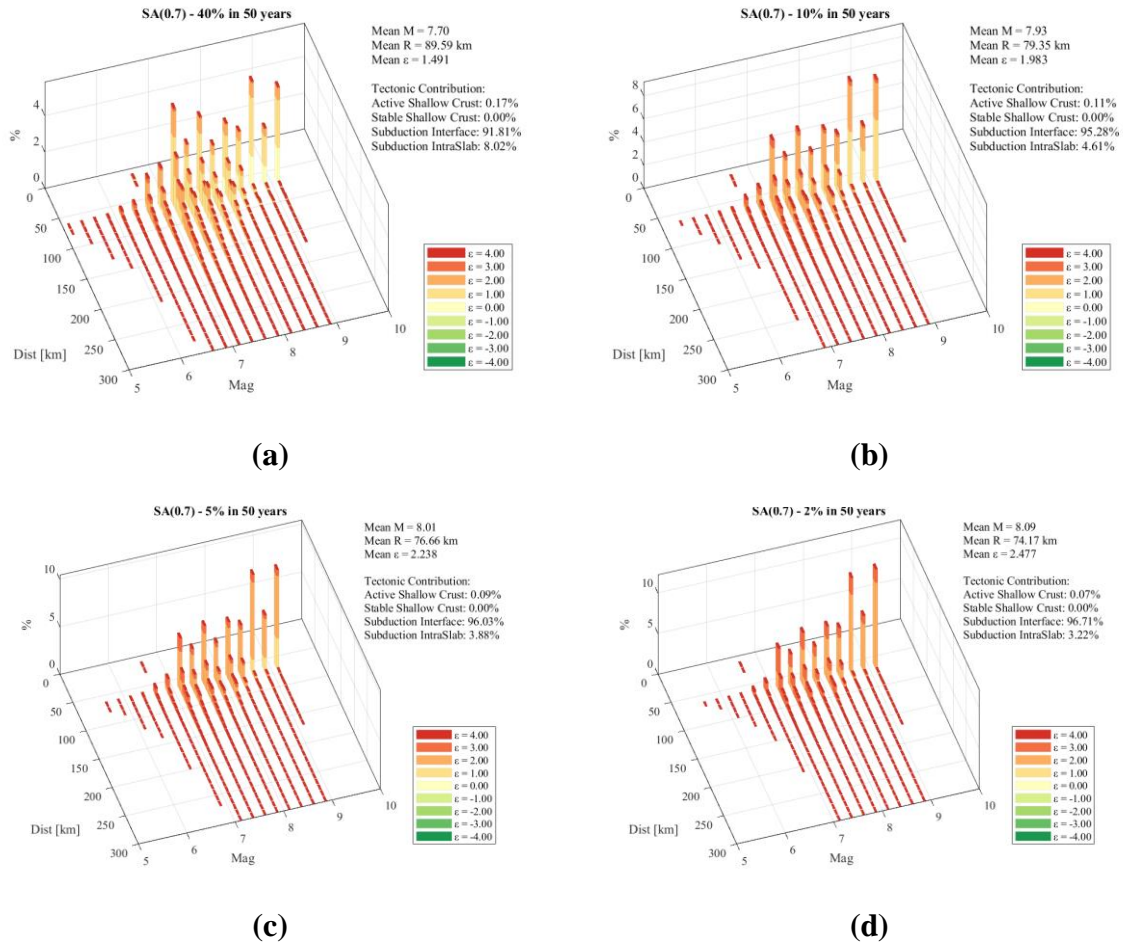 SA(0.7) - 40% in 50 years
Mean M = 7.70
Mean R = 89.59 km
Mean ε = 1.491
Tectonic Contribution:
Active Shallow Crust: 0.17%
Stable Shallow Crust: 0.00%
Subduction Interface: 91.81%
Subduction IntraSlab: 8.02%
%
4
2
0
0
50
100
150
200
250
300
Dist [km]
5
6
7
8
9
10
Mag
ε = 4.00
ε = 3.00
ε = 2.00
ε = 1.00
ε = 0.00
ε = -1.00
ε = -2.00
ε = -3.00
ε = -4.00
(a)
SA(0.7) - 10% in 50 years
Mean M = 7.93
Mean R = 79.35 km
Mean ε = 1.983
Tectonic Contribution:
Active Shallow Crust: 0.11%
Stable Shallow Crust: 0.00%
Subduction Interface: 95.28%
Subduction IntraSlab: 4.61%
%
8
6
4
2
0
0
50
100
150
200
250
300
Dist [km]
5
6
7
8
9
10
Mag
ε = 4.00
ε = 3.00
ε = 2.00
ε = 1.00
ε = 0.00
ε = -1.00
ε = -2.00
ε = -3.00
ε = -4.00
(b)
SA(0.7) - 5% in 50 years
Mean M = 8.01
Mean R = 76.66 km
Mean ε = 2.238
Tectonic Contribution:
Active Shallow Crust: 0.09%
Stable Shallow Crust: 0.00%
Subduction Interface: 96.03%
Subduction IntraSlab: 3.88%
%
10
5
0
0
50
100
150
200
250
300
Dist [km]
5
6
7
8
9
10
Mag
ε = 4.00
ε = 3.00
ε = 2.00
ε = 1.00
ε = 0.00
ε = -1.00
ε = -2.00
ε = -3.00
ε = -4.00
(c)
SA(0.7) - 2% in 50 years
Mean M = 8.09
Mean R = 74.17 km
Mean ε = 2.477
Tectonic Contribution:
Active Shallow Crust: 0.07%
Stable Shallow Crust: 0.00%
Subduction Interface: 96.71%
Subduction IntraSlab: 3.22%
%
10
5
0
0
50
100
150
200
250
300
Dist [km]
5
6
7
8
9
10
Mag
ε = 4.00
ε = 3.00
ε = 2.00
ε = 1.00
ε = 0.00
ε = -1.00
ε = -2.00
ε = -3.00
ε = -4.00
(d)